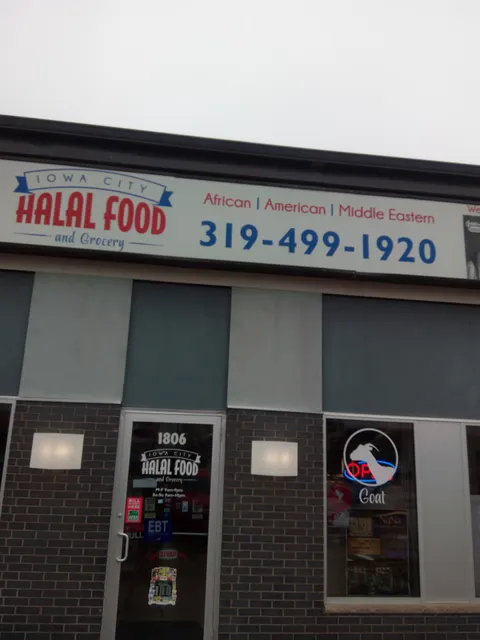 IOWA CITY
HALAL FOOD
and Grocery
African | American | Middle Eastern
319-499-1920
1806
IOWA CITY
HALAL FOOD
and Grocery
EBT
Goat